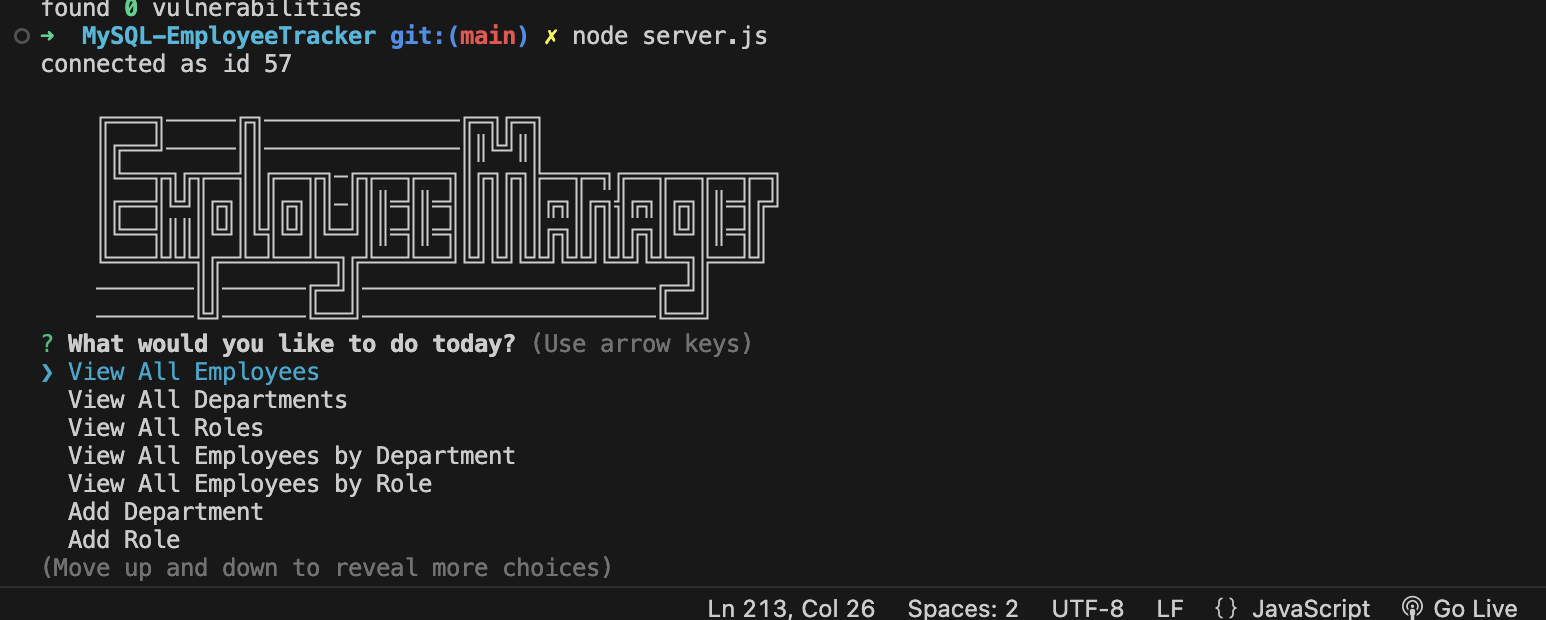 found 0 vulnerabilities
➜ MySQL-EmployeeTracker git:(main) ✗ node server.js
connected as id 57
Employee Manager
? What would you like to do today? (Use arrow keys)
❯ View All Employees
View All Departments
View All Roles
View All Employees by Department
View All Employees by Role
Add Department
Add Role
(Move up and down to reveal more choices)
Ln 213, Col 26 Spaces: 2 UTF-8 LF {} JavaScript Go Live